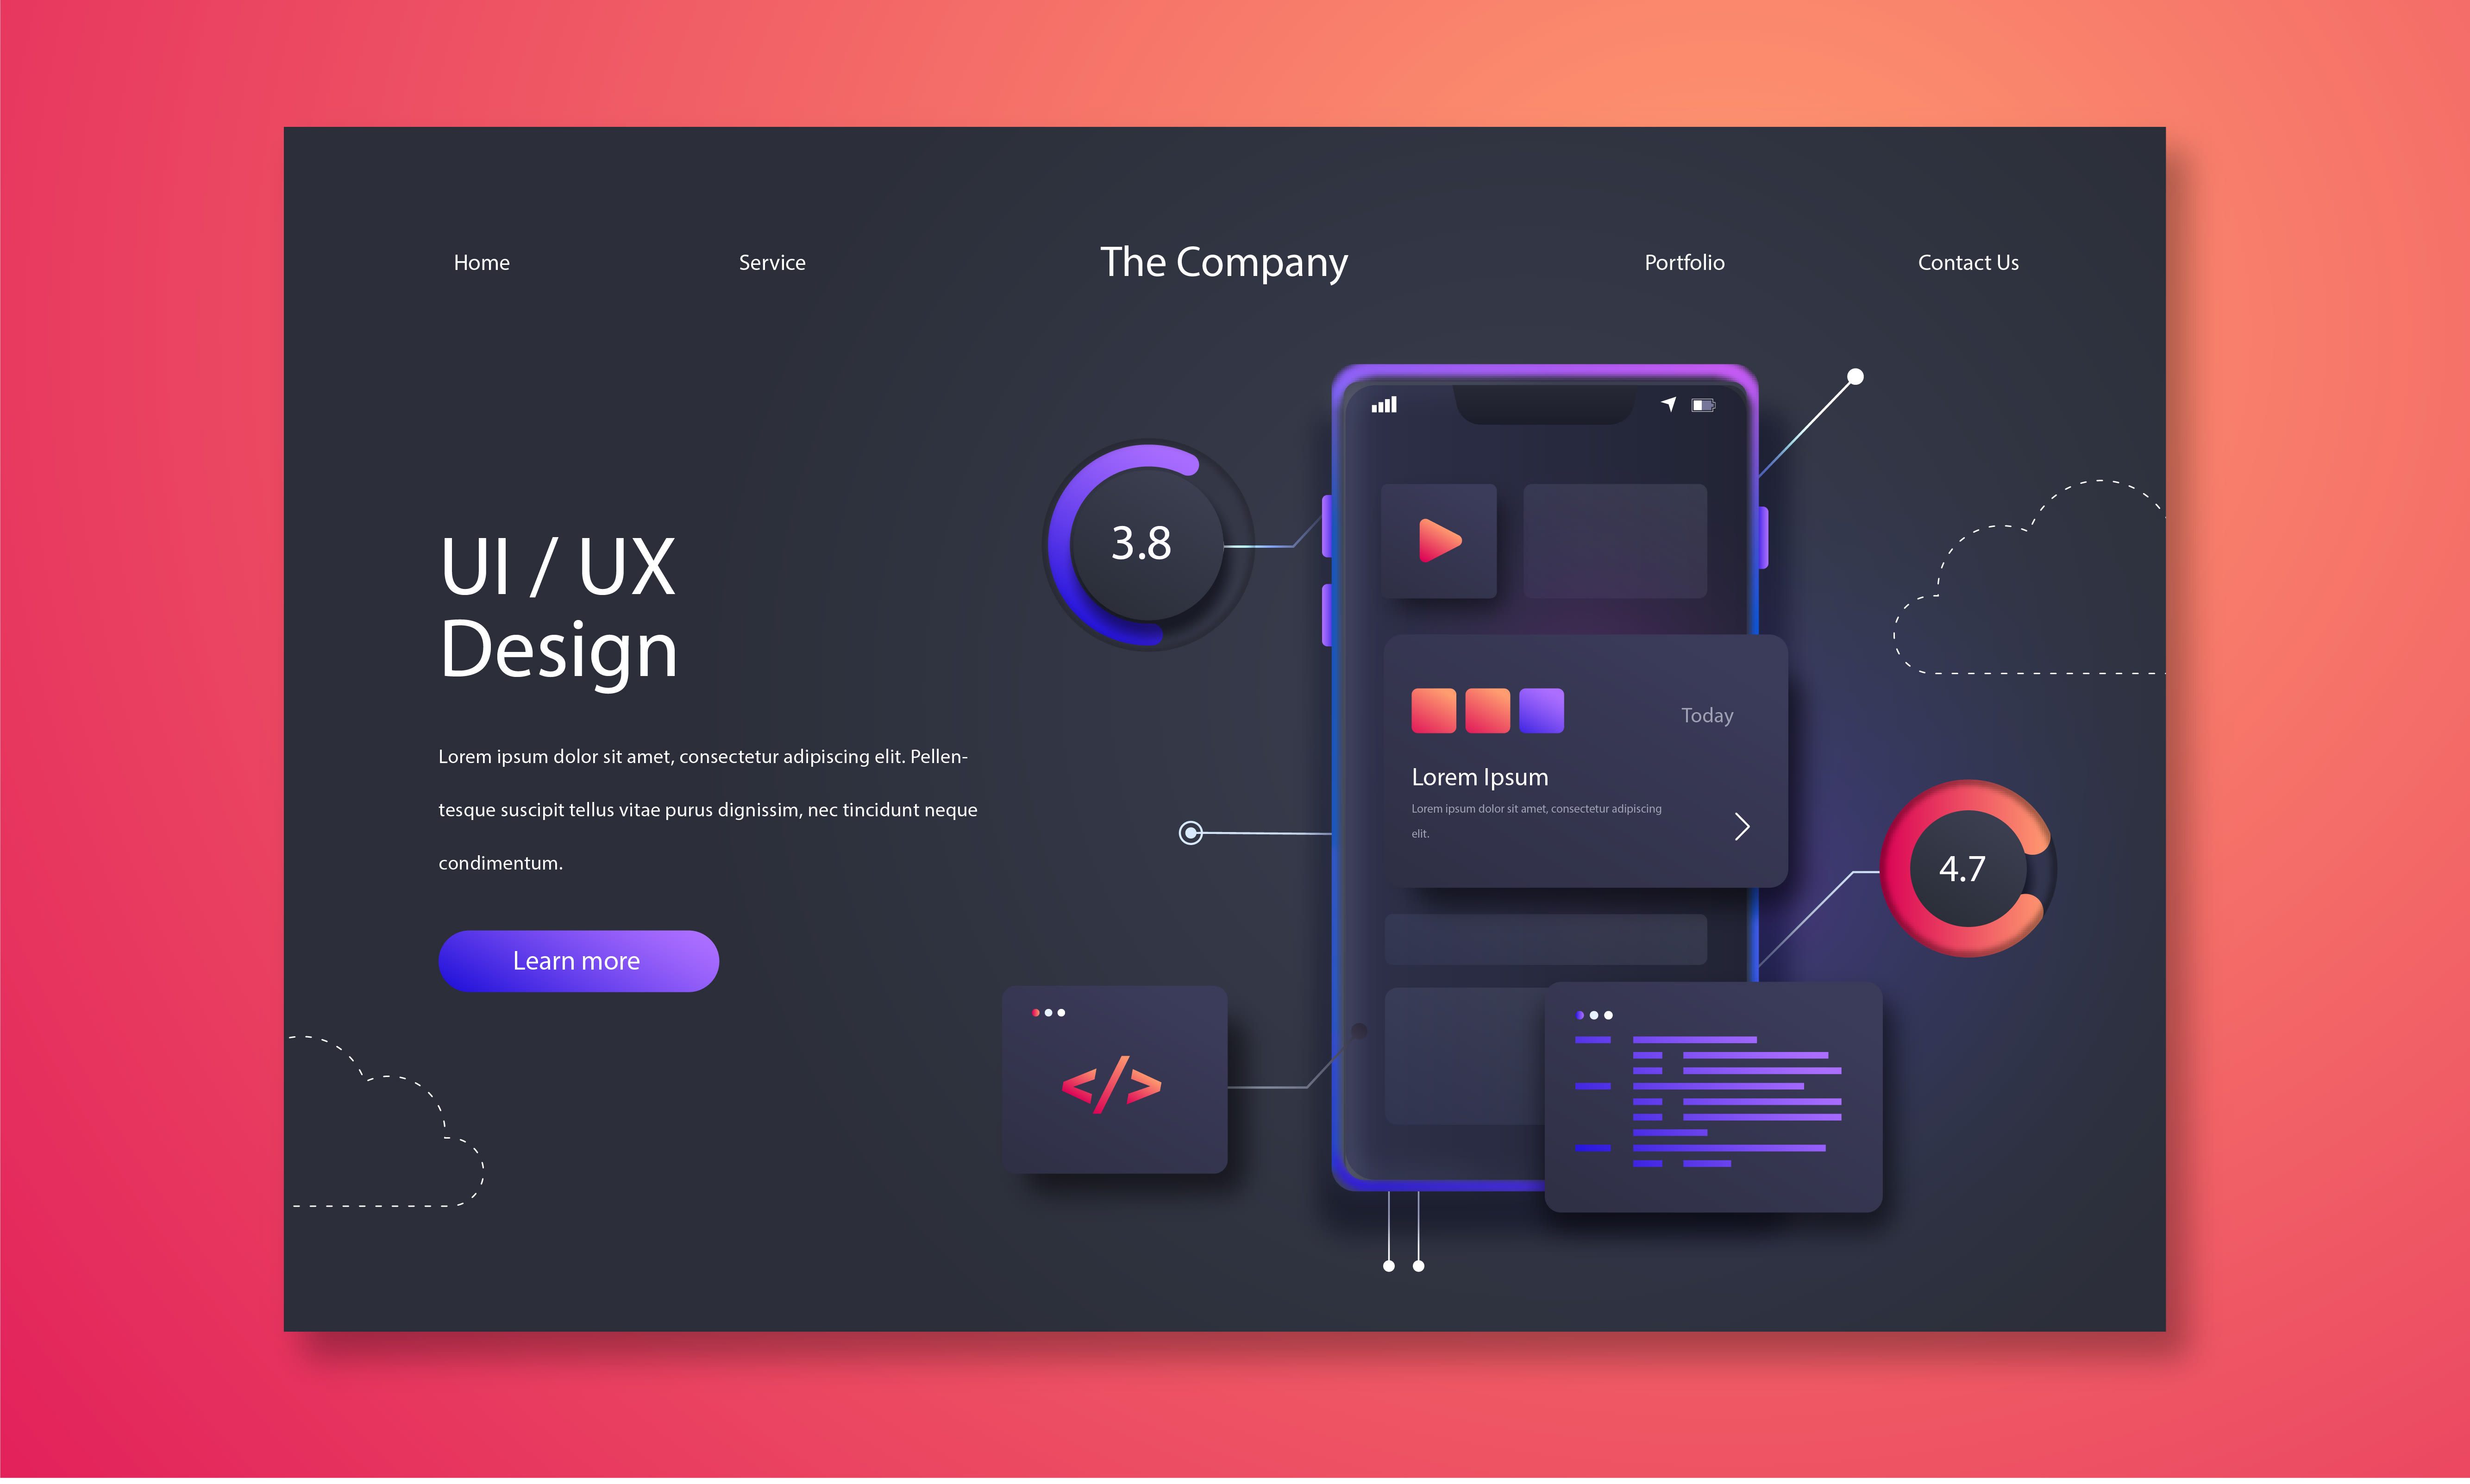 Home Service The Company Portfolio Contact Us
UI / UX
Design
Lorem ipsum dolor sit amet, consectetur adipiscing elit. Pellen-
tesque suscipit tellus vitae purus dignissim, nec tincidunt neque
condimentum.
Learn more
3.8
Today
Lorem Ipsum
Lorem ipsum dolor sit amet, consectetur adipiscing
elit.
4.7
</>